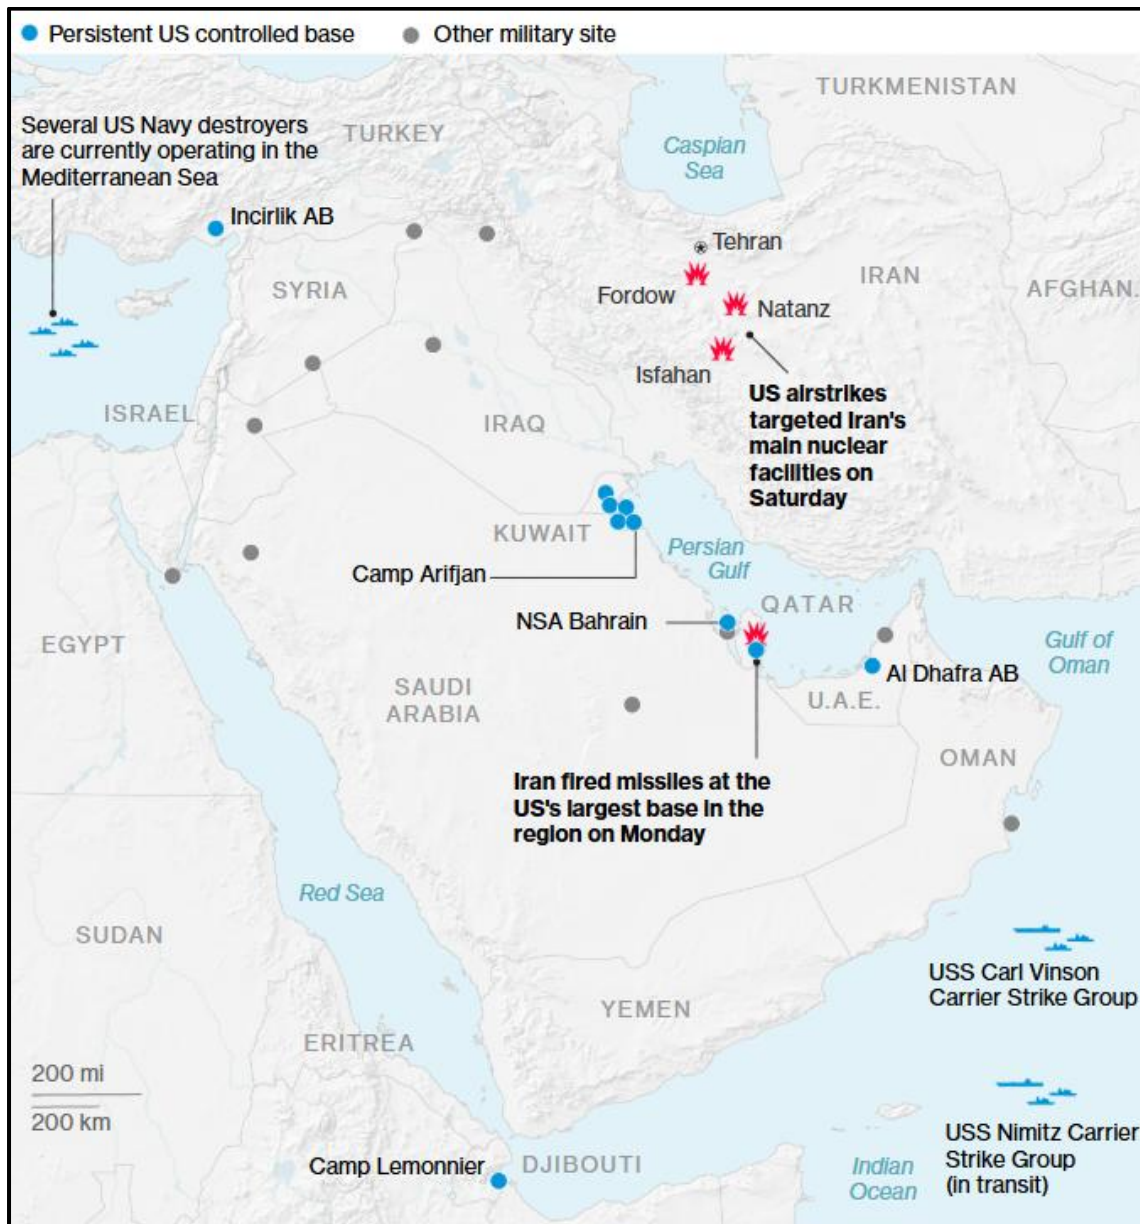 Persistent US controlled base
Other military site
TURKMENISTAN
Several US Navy destroyers
are currently operating in the
Mediterranean Sea
TURKEY
Caspian
Sea
Incirlik AB
Tehran
SYRIA
Fordow
IRAN
AFGHAN.
Natanz
Isfahan
ISRAEL
IRAQ
US airstrikes
targeted Iran's
main nuclear
facilities on
Saturday
KUWAIT
Camp Arifjan
Persian
Gulf
NSA Bahrain
QATAR
EGYPT
Gulf of
Oman
SAUDI
ARABIA
Al Dhafra AB
U.A.E.
OMAN
Iran fired missiles at the
US's largest base in the
region on Monday
Red Sea
SUDAN
USS Carl Vinson
Carrier Strike Group
YEMEN
ERITREA
200 mi
200 km
USS Nimitz Carrier
Strike Group
(in transit)
Camp Lemonnier
DJIBOUTI
Indian
Ocean